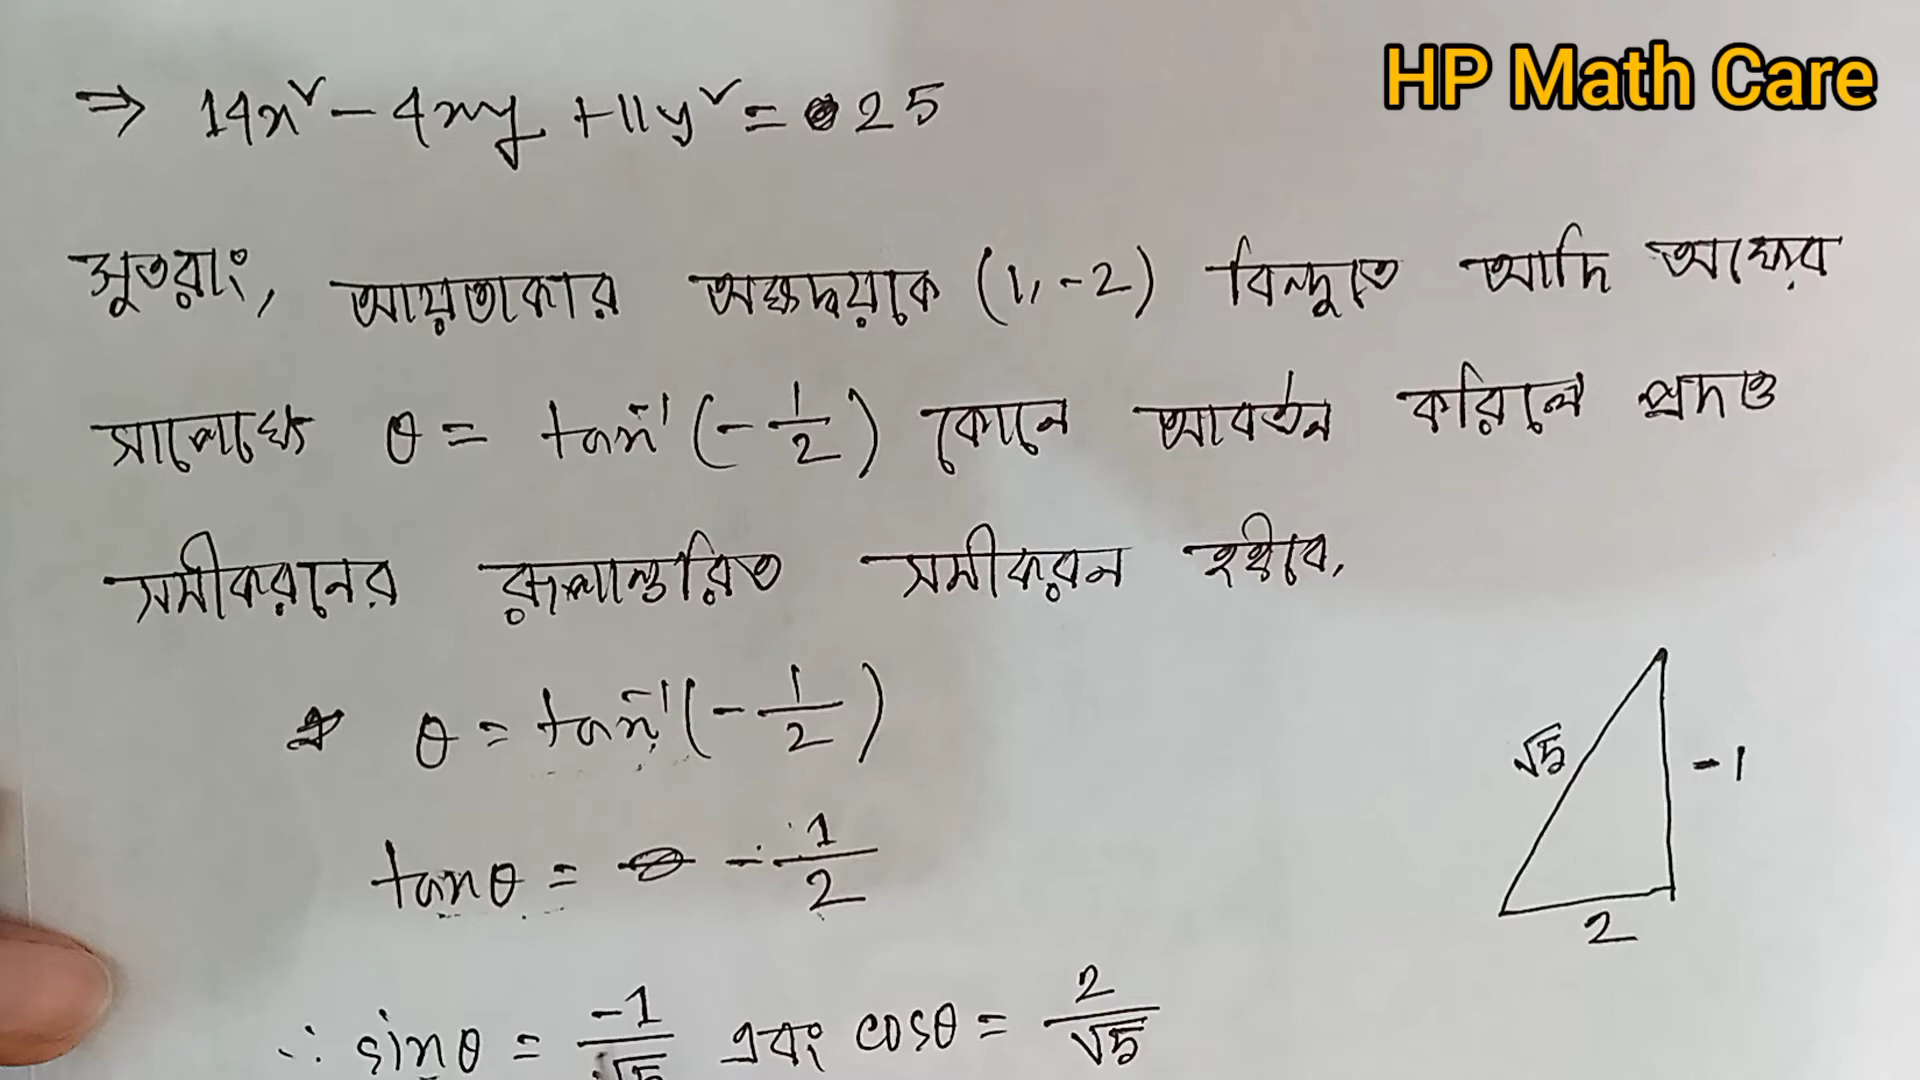 HP Math Care
⇒ 14x² - 4xy + 11y² = 25
সুতরাং, আয়তাকার অক্ষদ্বয়কে (1, -2) বিন্দুতে আদি অক্ষের
সাপেক্ষে θ = tan⁻¹(-1/2) কোনে আবর্তন করিলে প্রদত্ত
সমীকরনের রূপান্তরিত সমীকরন হইবে,
θ = tan⁻¹(-1/2)
tanθ = -1/2
√5
-1
2
∴ sinθ = -1/√5 এবং cosθ = 2/√5